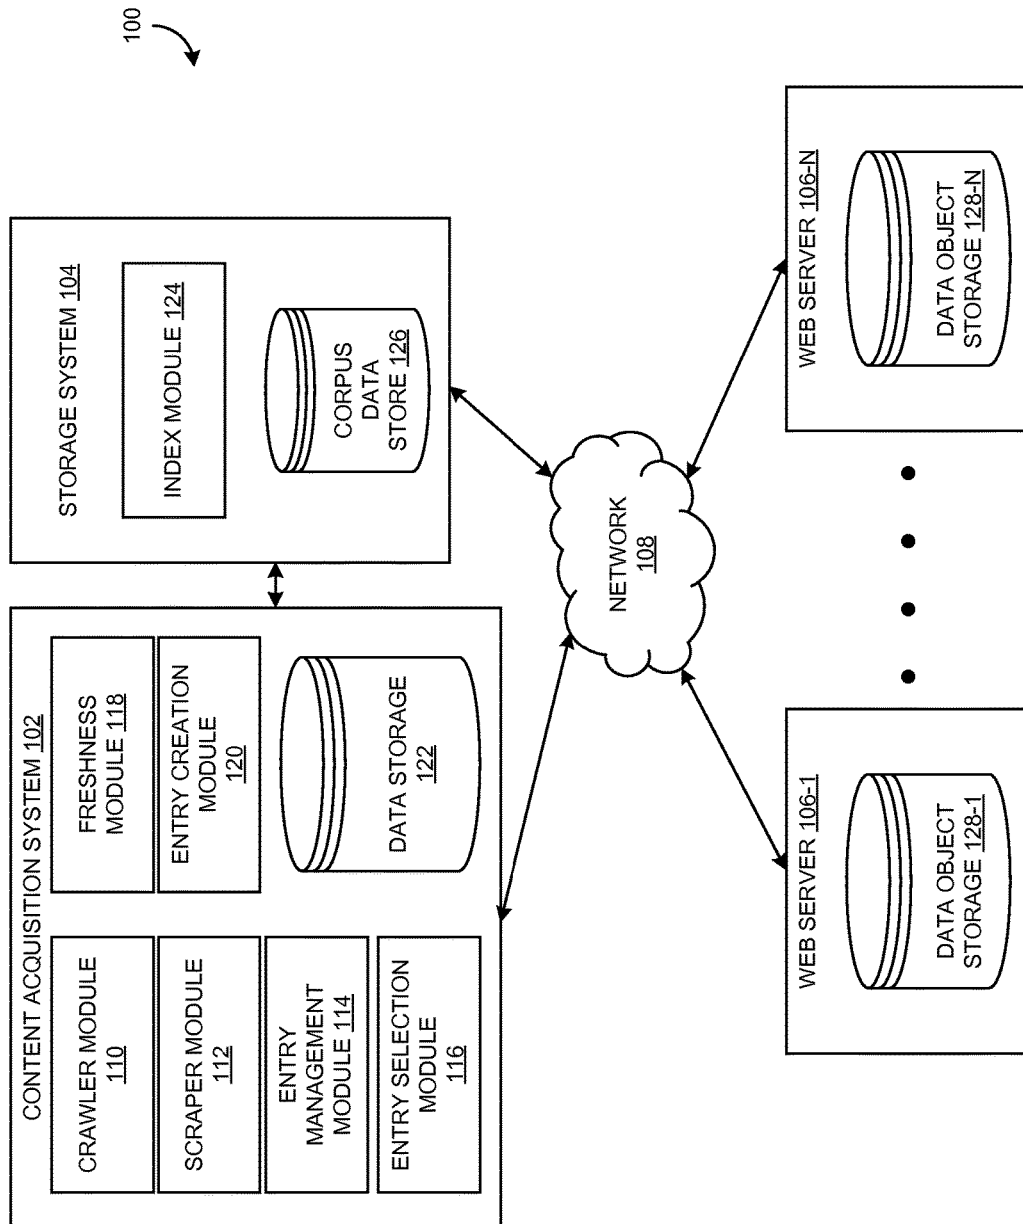 100
CONTENT ACQUISITION SYSTEM 102
CRAWLER MODULE
110
SCRAPER MODULE
112
ENTRY
MANAGEMENT
MODULE 114
ENTRY SELECTION
MODULE
116
FRESHNESS
MODULE 118
ENTRY CREATION
MODULE
120
DATA STORAGE
122
STORAGE SYSTEM 104
INDEX MODULE 124
CORPUS
DATA
STORE 126
NETWORK
108
WEB SERVER 106-1
DATA OBJECT
STORAGE 128-1
WEB SERVER 106-N
DATA OBJECT
STORAGE 128-N